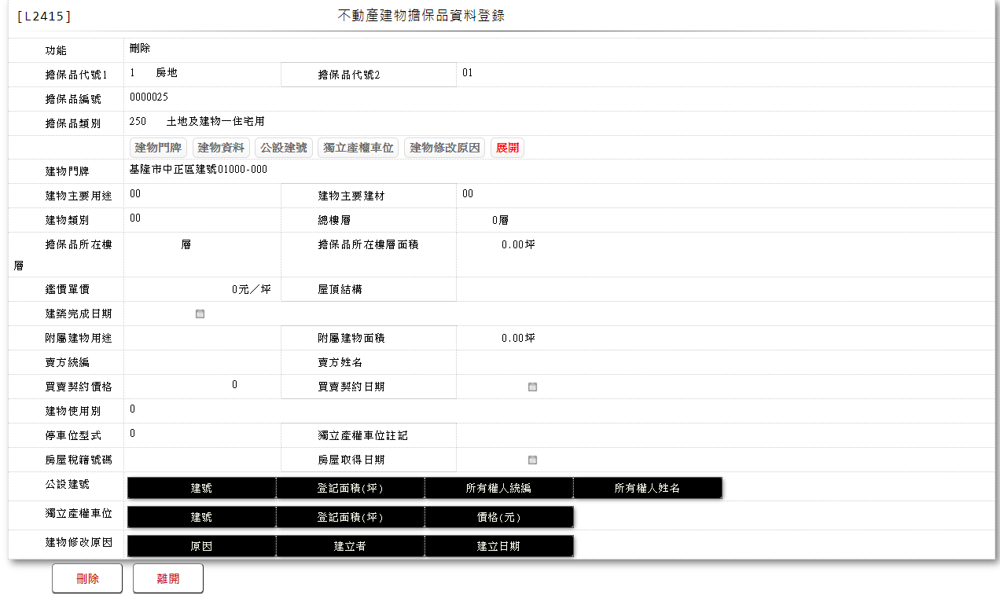 [L2415] 不動產建物擔保品資料登錄
功能 刪除
擔保品代號1 1 房地 擔保品代號2 01
擔保品編號 0000025
擔保品類別 250 土地及建物－住宅用
建物門牌 建物資料 公設建號 獨立產權車位 建物修改原因 展開
建物門牌 基隆市中正區建號01000-000
建物主要用途 00 建物主要建材 00
建物類別 00 總樓層 0層
擔保品所在樓層 層 擔保品所在樓層面積 0.00坪
鑑價單價 0元／坪 屋頂結構
建築完成日期
附屬建物用途 附屬建物面積 0.00坪
賣方統編 賣方姓名
買賣契約價格 0 買賣契約日期
建物使用別 0
停車位型式 0 獨立產權車位註記
房屋稅籍號碼 房屋取得日期
公設建號 建號 登記面積(坪) 所有權人統編 所有權人姓名
獨立產權車位 建號 登記面積(坪) 價格(元)
建物修改原因 原因 建立者 建立日期
刪除 離開